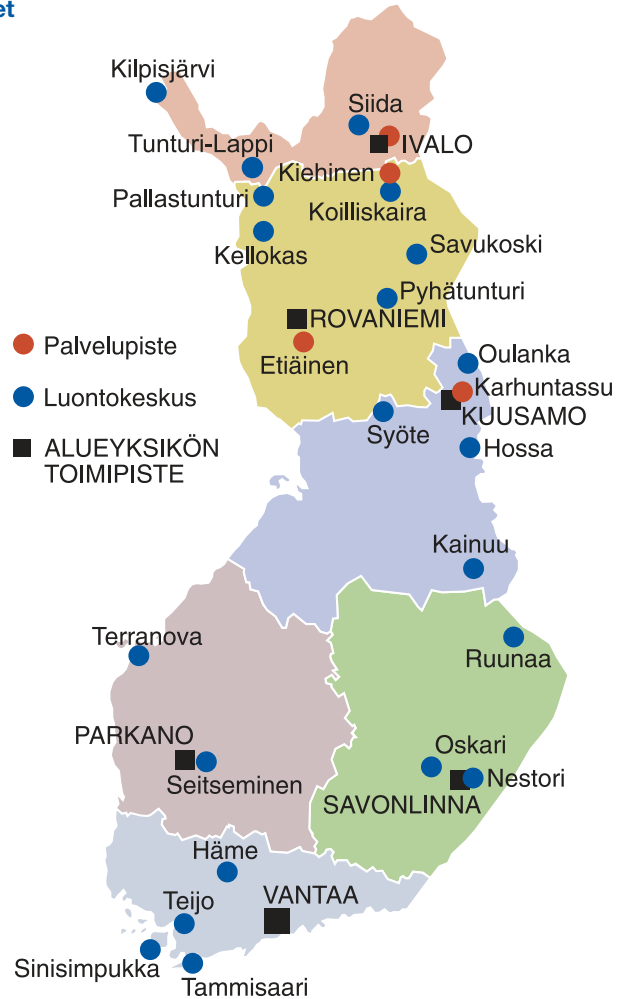 et
Kilpisjärvi
Siida
Tunturi-Lappi
IVALO
Kiehinen
Pallastunturi
Koilliskaira
Kellokas
Savukoski
Pyhätunturi
ROVANIEMI
Palvelupiste
Etiäinen
Oulanka
Luontokeskus
Karhuntassu
KUUSAMO
Syöte
Hossa
ALUEYKSIKÖN
TOIMIPISTE
Kainuu
Terranova
Ruunaa
PARKANO
Oskari
Seitseminen
Nestori
SAVONLINNA
Häme
Teijo
VANTAA
Sinisimpukka
Tammisaari